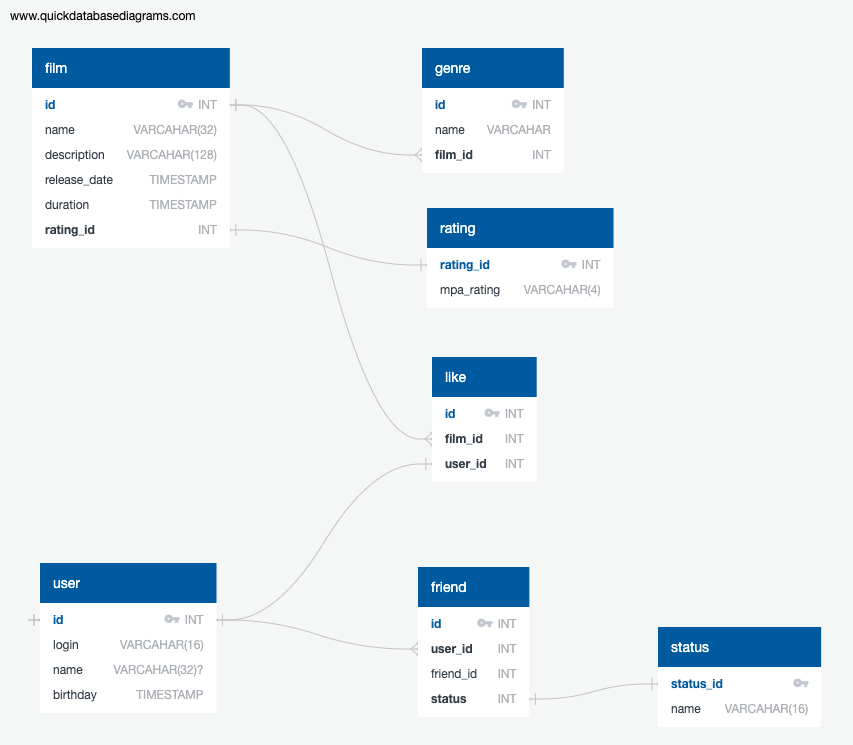 www.quickdatabasediagrams.com
film
id INT
name VARCAHAR(32)
description VARCAHAR(128)
release_date TIMESTAMP
duration TIMESTAMP
rating_id INT
genre
id INT
name VARCAHAR
film_id INT
rating
rating_id INT
mpa_rating VARCAHAR(4)
like
id INT
film_id INT
user_id INT
user
id INT
login VARCAHAR(16)
name VARCAHAR(32)?
birthday TIMESTAMP
friend
id INT
user_id INT
friend_id INT
status INT
status
status_id
name VARCAHAR(16)